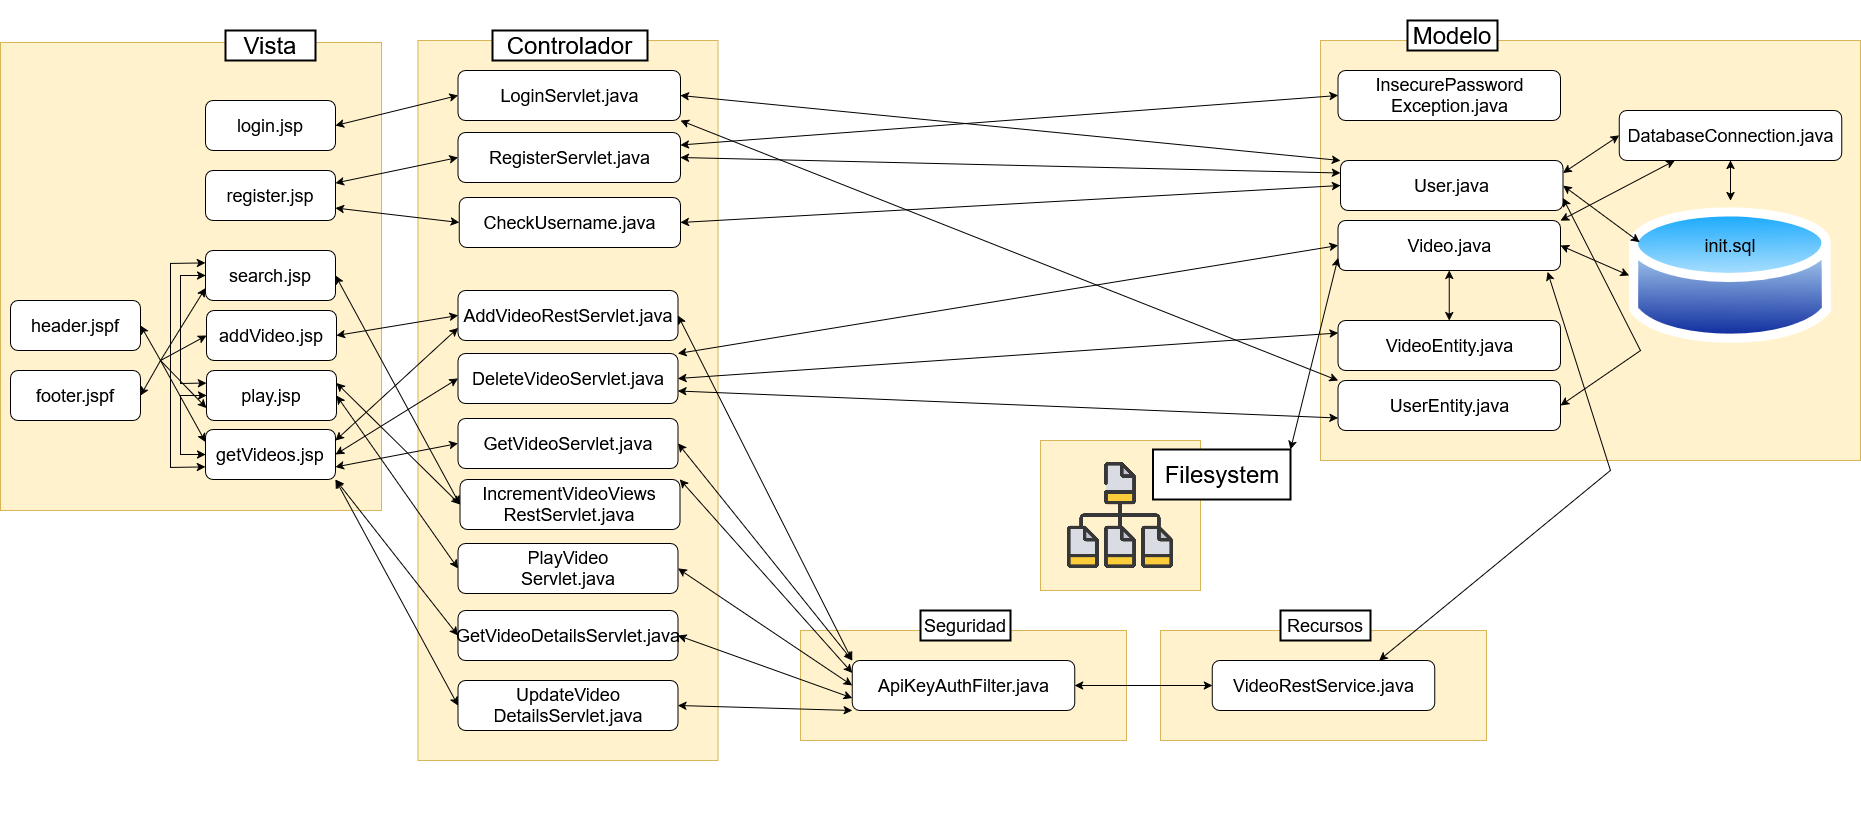 Vista
login.jsp
register.jsp
search.jsp
header.jspf
addVideo.jsp
footer.jspf
play.jsp
getVideos.jsp
Controlador
LoginServlet.java
RegisterServlet.java
CheckUsername.java
AddVideoRestServlet.java
DeleteVideoServlet.java
GetVideoServlet.java
IncrementVideoViews
RestServlet.java
PlayVideo
Servlet.java
GetVideoDetailsServlet.java
UpdateVideo
DetailsServlet.java
Modelo
InsecurePassword
Exception.java
DatabaseConnection.java
User.java
Video.java
init.sql
VideoEntity.java
UserEntity.java
Filesystem
Seguridad
ApiKeyAuthFilter.java
Recursos
VideoRestService.java